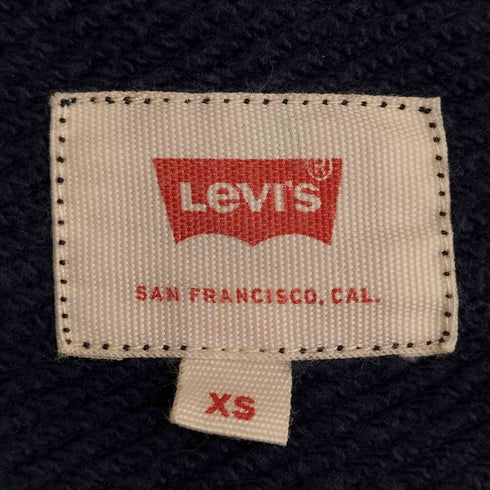 LEVI'S®
SAN FRANCISCO, CAL.
XS